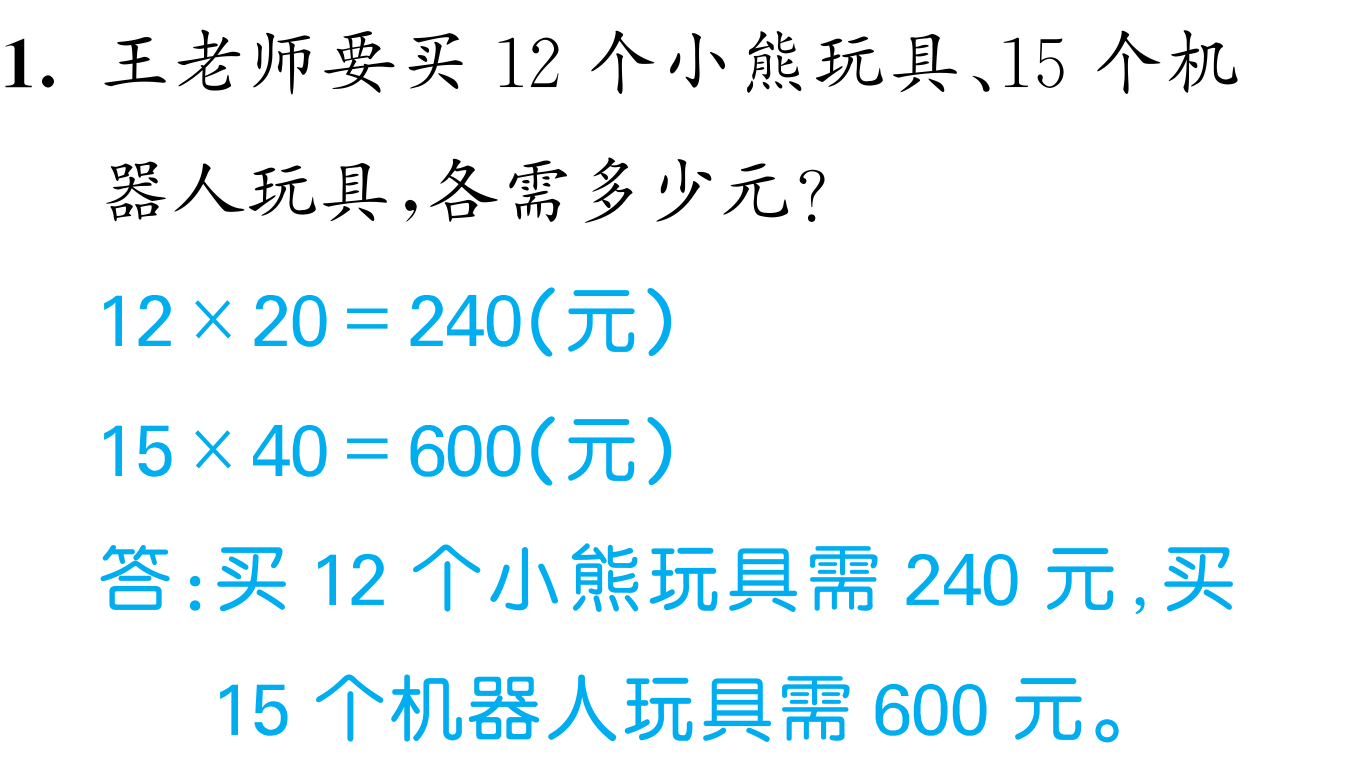 1. 王老师要买 12 个小熊玩具、15 个机
器人玩具,各需多少元?
12 × 20 = 240(元)
15 × 40 = 600(元)
答:买 12 个小熊玩具需 240 元,买
15 个机器人玩具需 600 元。